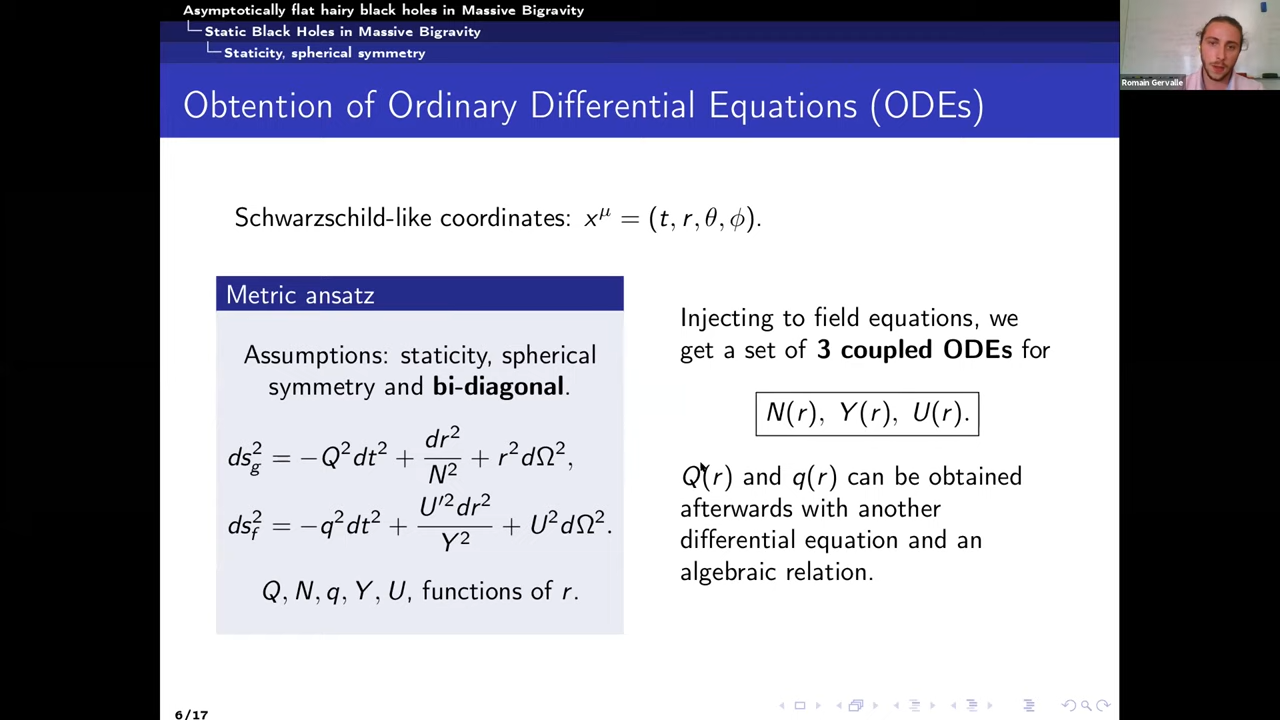 Asymptotically flat hairy black holes in Massive Bigravity
Static Black Holes in Massive Bigravity
Staticity, spherical symmetry
Romain Gervalle
Obtention of Ordinary Differential Equations (ODEs)
Schwarzschild-like coordinates: x^μ = (t, r, θ, ϕ).
Metric ansatz
Assumptions: staticity, spherical
symmetry and bi-diagonal.
ds_g^2 = −Q^2dt^2 + dr^2/N^2 + r^2dΩ^2,
ds_f^2 = −q^2dt^2 + U′^2dr^2/Y^2 + U^2dΩ^2.
Q, N, q, Y, U, functions of r.
Injecting to field equations, we
get a set of 3 coupled ODEs for
N(r), Y(r), U(r).
Q(r) and q(r) can be obtained
afterwards with another
differential equation and an
algebraic relation.
6/17